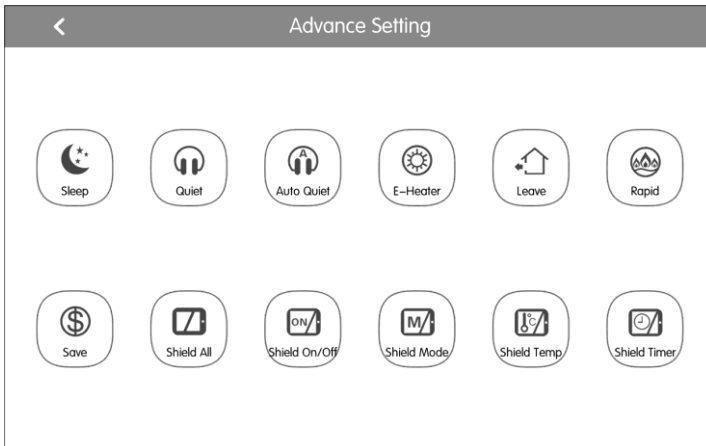 Advance Setting
Sleep
Quiet
A
Auto Quiet
E-Heater
Leave
Rapid
$
Save
Shield All
ON
Shield On/Off
M
Shield Mode
°C
Shield Temp
Shield Timer